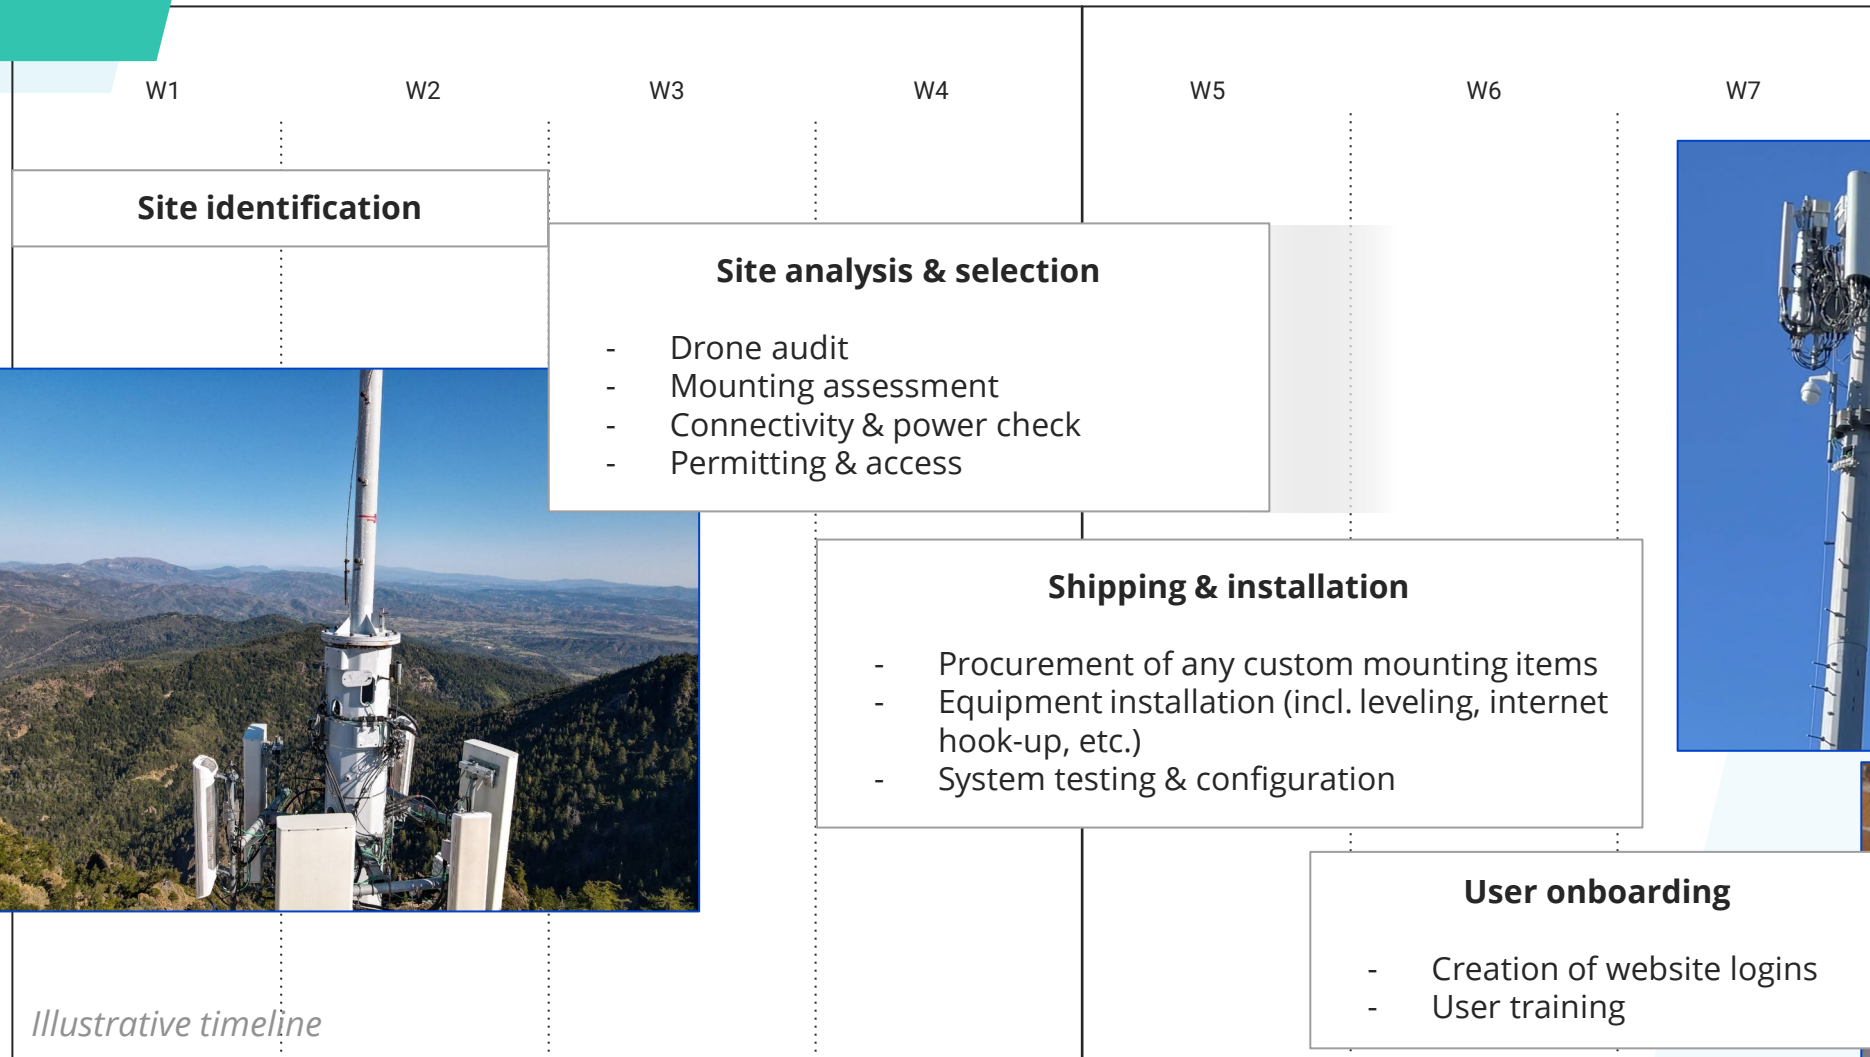 W1 W2 W3 W4 W5 W6 W7
Site identification
Site analysis & selection
- Drone audit
- Mounting assessment
- Connectivity & power check
- Permitting & access
Shipping & installation
- Procurement of any custom mounting items
- Equipment installation (incl. leveling, internet
hook-up, etc.)
- System testing & configuration
User onboarding
- Creation of website logins
- User training
Illustrative timeline